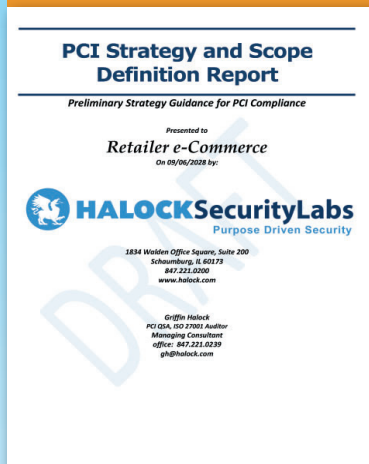 PCI Strategy and Scope
Definition Report
Preliminary Strategy Guidance for PCI Compliance
Presented to
Retailer e-Commerce
On 09/06/2028 by:
HALOCKSecurityLabs
Purpose Driven Security
1834 Walden Office Square, Suite 200
Schaumburg, IL 60173
847.221.0200
www.halock.com
Griffin Halock
PCI QSA, ISO 27001 Auditor
Managing Consultant
office: 847.221.0239
gh@halock.com
DRAFT